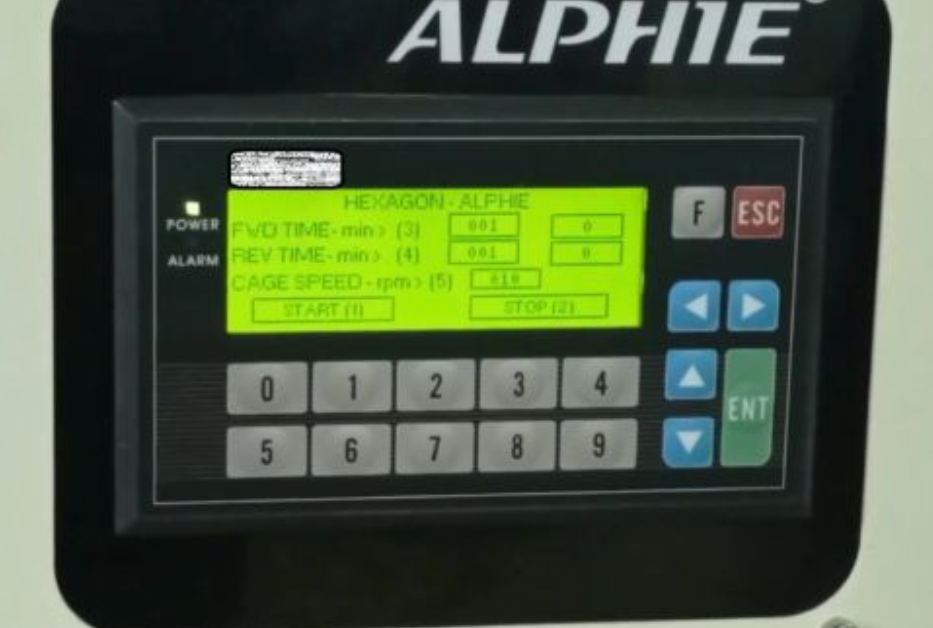 ALPHIE
HEXAGON - ALPHIE
POWER
FWD TIME- min > (3) 001 0
ALARM
REV TIME- min > (4) 001 0
CAGE SPEED - rpm > (5) 010
START (1) STOP (2)
F ESC
0 1 2 3 4
5 6 7 8 9
ENT